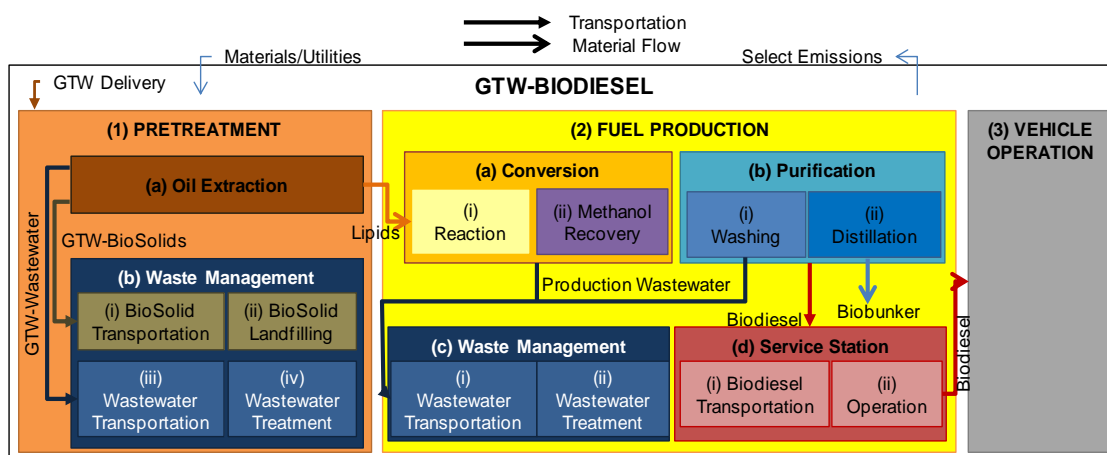 Transportation
Material Flow
Materials/Utilities
Select Emissions
GTW Delivery
GTW-BIODIESEL
(1) PRETREATMENT
(a) Oil Extraction
GTW-Wastewater
GTW-BioSolids
(b) Waste Management
(i) BioSolid
Transportation
(ii) BioSolid
Landfilling
(iii)
Wastewater
Transportation
(iv)
Wastewater
Treatment
Lipids
(2) FUEL PRODUCTION
(a) Conversion
(i)
Reaction
(ii) Methanol
Recovery
(b) Purification
(i)
Washing
(ii)
Distillation
Production Wastewater
Biodiesel
Biobunker
(c) Waste Management
(i)
Wastewater
Transportation
(ii)
Wastewater
Treatment
(d) Service Station
(i) Biodiesel
Transportation
(ii)
Operation
Biodiesel
(3) VEHICLE
OPERATION